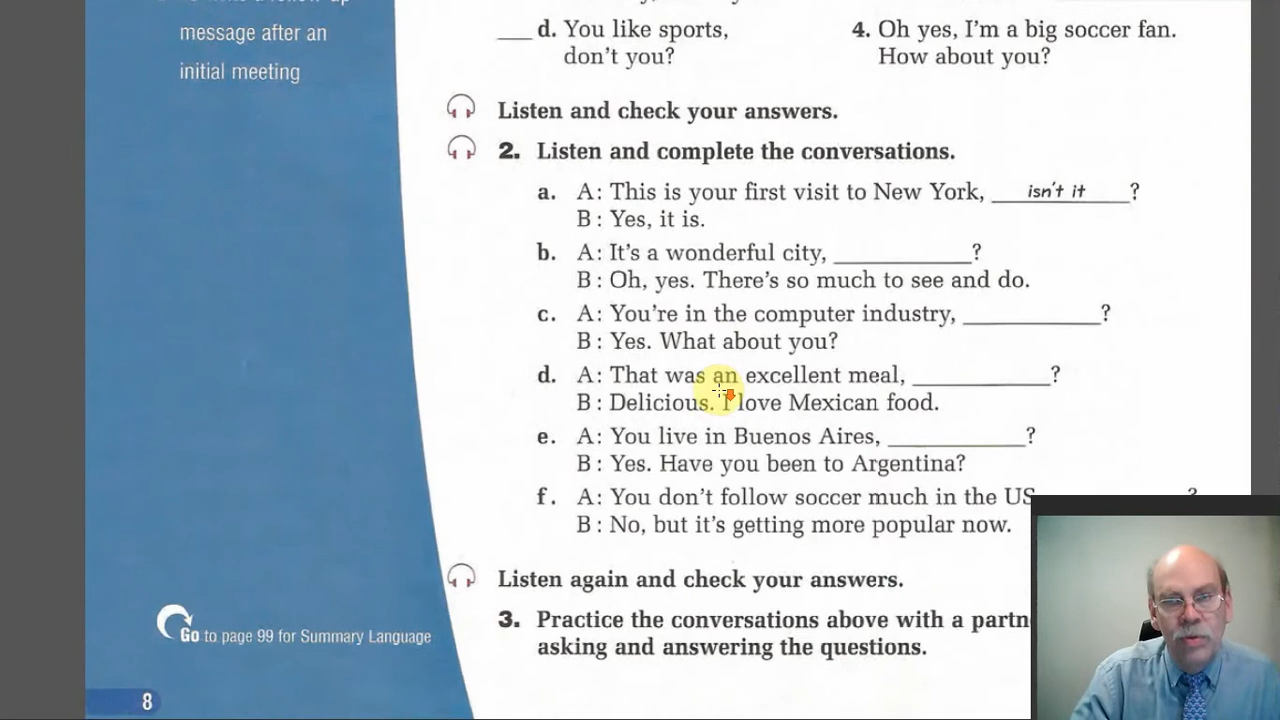 message after an
initial meeting
___ d. You like sports,
don't you?
4. Oh yes, I'm a big soccer fan.
How about you?
Listen and check your answers.
2. Listen and complete the conversations.
a. A: This is your first visit to New York, isn't it?
B: Yes, it is.
b. A: It's a wonderful city, ___________?
B: Oh, yes. There's so much to see and do.
c. A: You're in the computer industry, ___________?
B: Yes. What about you?
d. A: That was an excellent meal, ___________?
B: Delicious. I love Mexican food.
e. A: You live in Buenos Aires, ___________?
B: Yes. Have you been to Argentina?
f. A: You don't follow soccer much in the US
B: No, but it's getting more popular now.
Listen again and check your answers.
3. Practice the conversations above with a
asking and answering the questions.
Go to page 99 for Summary Language
8